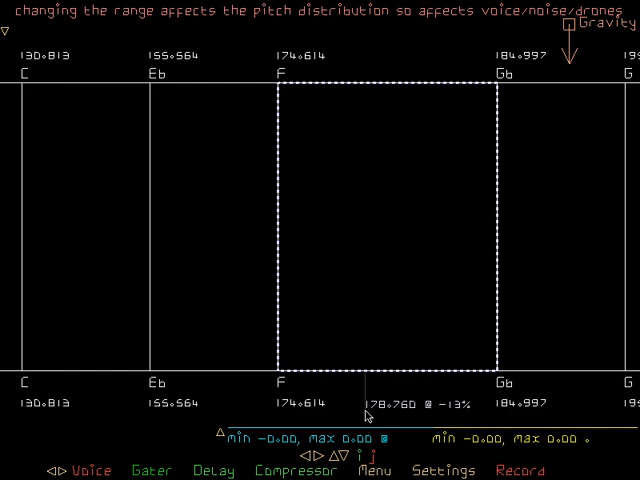 changing the range affects the pitch distribution so affects voice/noise/drones
Gravity
130.813 155.564 174.614 184.997 195
C Eb F Gb G
C Eb F Gb G
130.813 155.564 174.614 178.760 @ -13% 184.997 195
min -0.00, max 0.00 @ min -0.00, max 0.00 .
i j
Voice Gater Delay Compressor Menu Settings Record